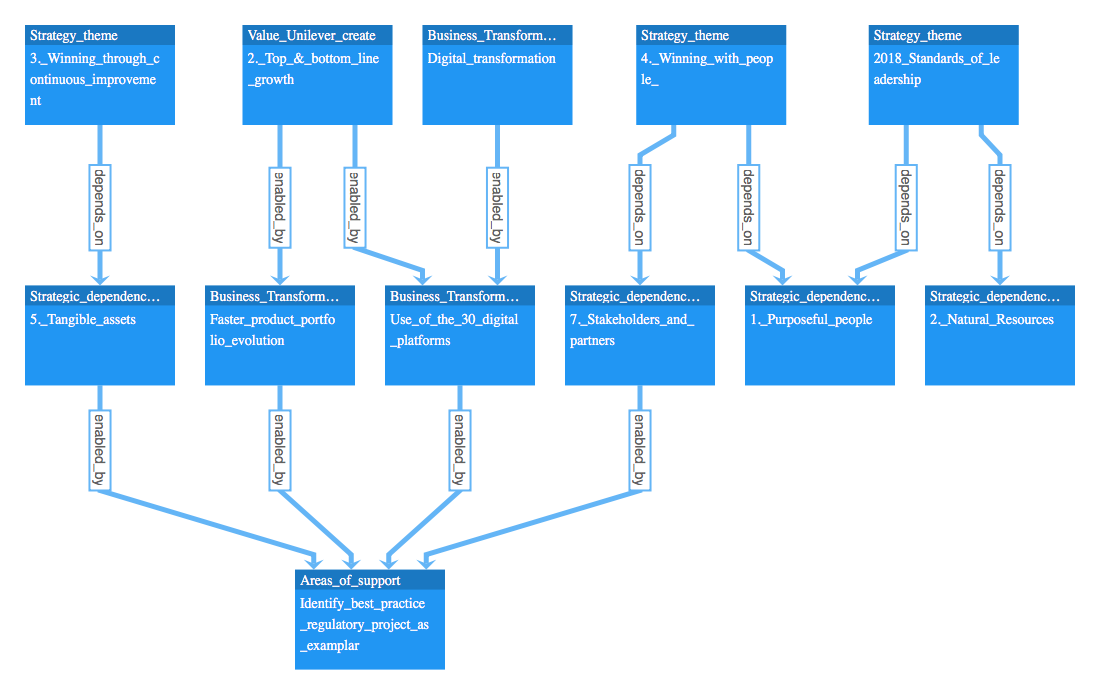 Strategy_theme
3._Winning_through_c
ontinuous_improveme
nt
Value_Unilever_create
2._Top_&_bottom_line
_growth
Business_Transform…
Digital_transformation
Strategy_theme
4._Winning_with_peop
le_
Strategy_theme
2018_Standards_of_le
adership
depends_on
enabled_by
enabled_by
enabled_by
depends_on
depends_on
depends_on
depends_on
Strategic_dependenc…
5._Tangible_assets
Business_Transform…
Faster_product_portfo
lio_evolution
Business_Transform…
Use_of_the_30_digital
_platforms
Strategic_dependenc…
7._Stakeholders_and_
partners
Strategic_dependenc…
1._Purposeful_people
Strategic_dependenc…
2._Natural_Resources
enabled_by
enabled_by
enabled_by
enabled_by
Areas_of_support
Identify_best_practice
_regulatory_project_as
_examplar